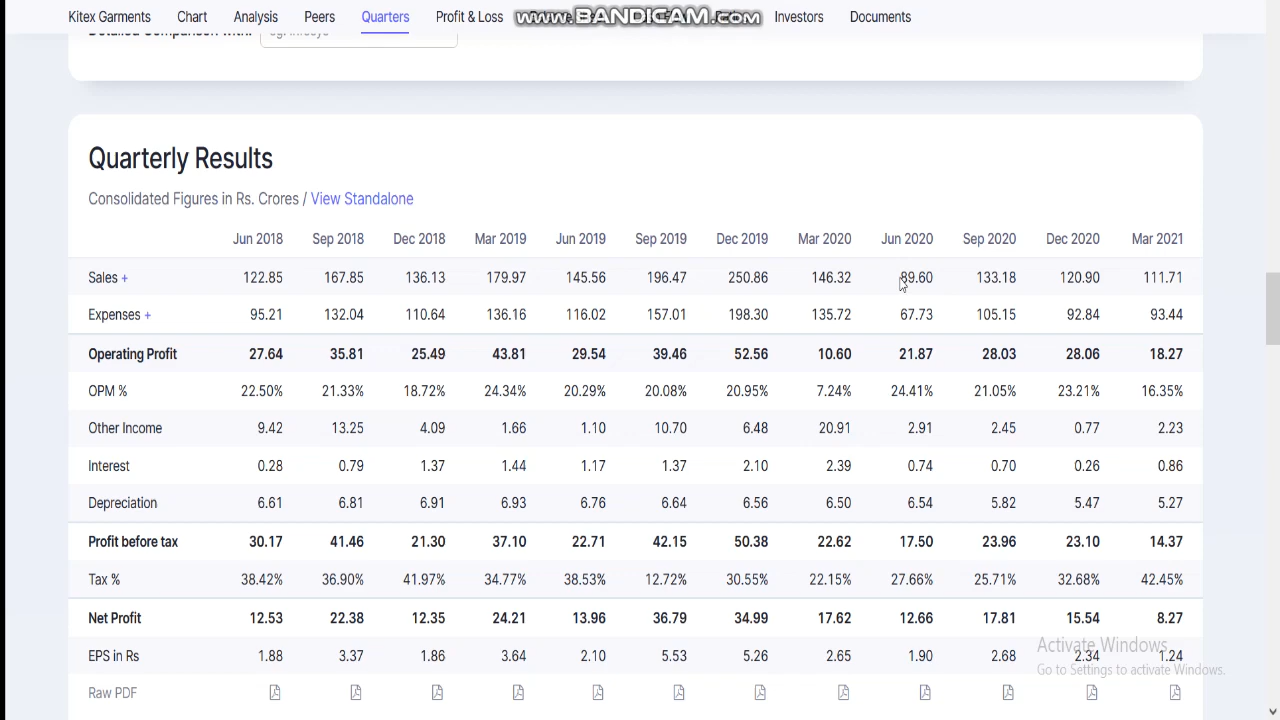 Kitex Garments Chart Analysis Peers Quarters Profit & Loss Investors Documents
www.BANDICAM.com
Detailed Comparison with:
Quarterly Results
Consolidated Figures in Rs. Crores / View Standalone
Jun 2018 Sep 2018 Dec 2018 Mar 2019 Jun 2019 Sep 2019 Dec 2019 Mar 2020 Jun 2020 Sep 2020 Dec 2020 Mar 2021
Sales + 122.85 167.85 136.13 179.97 145.56 196.47 250.86 146.32 89.60 133.18 120.90 111.71
Expenses + 95.21 132.04 110.64 136.16 116.02 157.01 198.30 135.72 67.73 105.15 92.84 93.44
Operating Profit 27.64 35.81 25.49 43.81 29.54 39.46 52.56 10.60 21.87 28.03 28.06 18.27
OPM % 22.50% 21.33% 18.72% 24.34% 20.29% 20.08% 20.95% 7.24% 24.41% 21.05% 23.21% 16.35%
Other Income 9.42 13.25 4.09 1.66 1.10 10.70 6.48 20.91 2.91 2.45 0.77 2.23
Interest 0.28 0.79 1.37 1.44 1.17 1.37 2.10 2.39 0.74 0.70 0.26 0.86
Depreciation 6.61 6.81 6.91 6.93 6.76 6.64 6.56 6.50 6.54 5.82 5.47 5.27
Profit before tax 30.17 41.46 21.30 37.10 22.71 42.15 50.38 22.62 17.50 23.96 23.10 14.37
Tax % 38.42% 36.90% 41.97% 34.77% 38.53% 12.72% 30.55% 22.15% 27.66% 25.71% 32.68% 42.45%
Net Profit 12.53 22.38 12.35 24.21 13.96 36.79 34.99 17.62 12.66 17.81 15.54 8.27
EPS in Rs 1.88 3.37 1.86 3.64 2.10 5.53 5.26 2.65 1.90 2.68 2.34 1.24
Raw PDF
Activate Windows
Go to Settings to activate Windows.